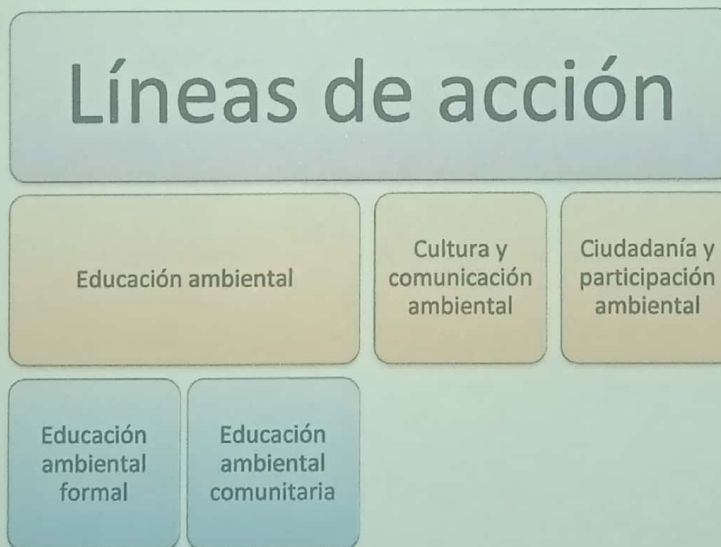 Líneas de acción
Educación ambiental
Cultura y
comunicación
ambiental
Ciudadanía y
participación
ambiental
Educación
ambiental
formal
Educación
ambiental
comunitaria